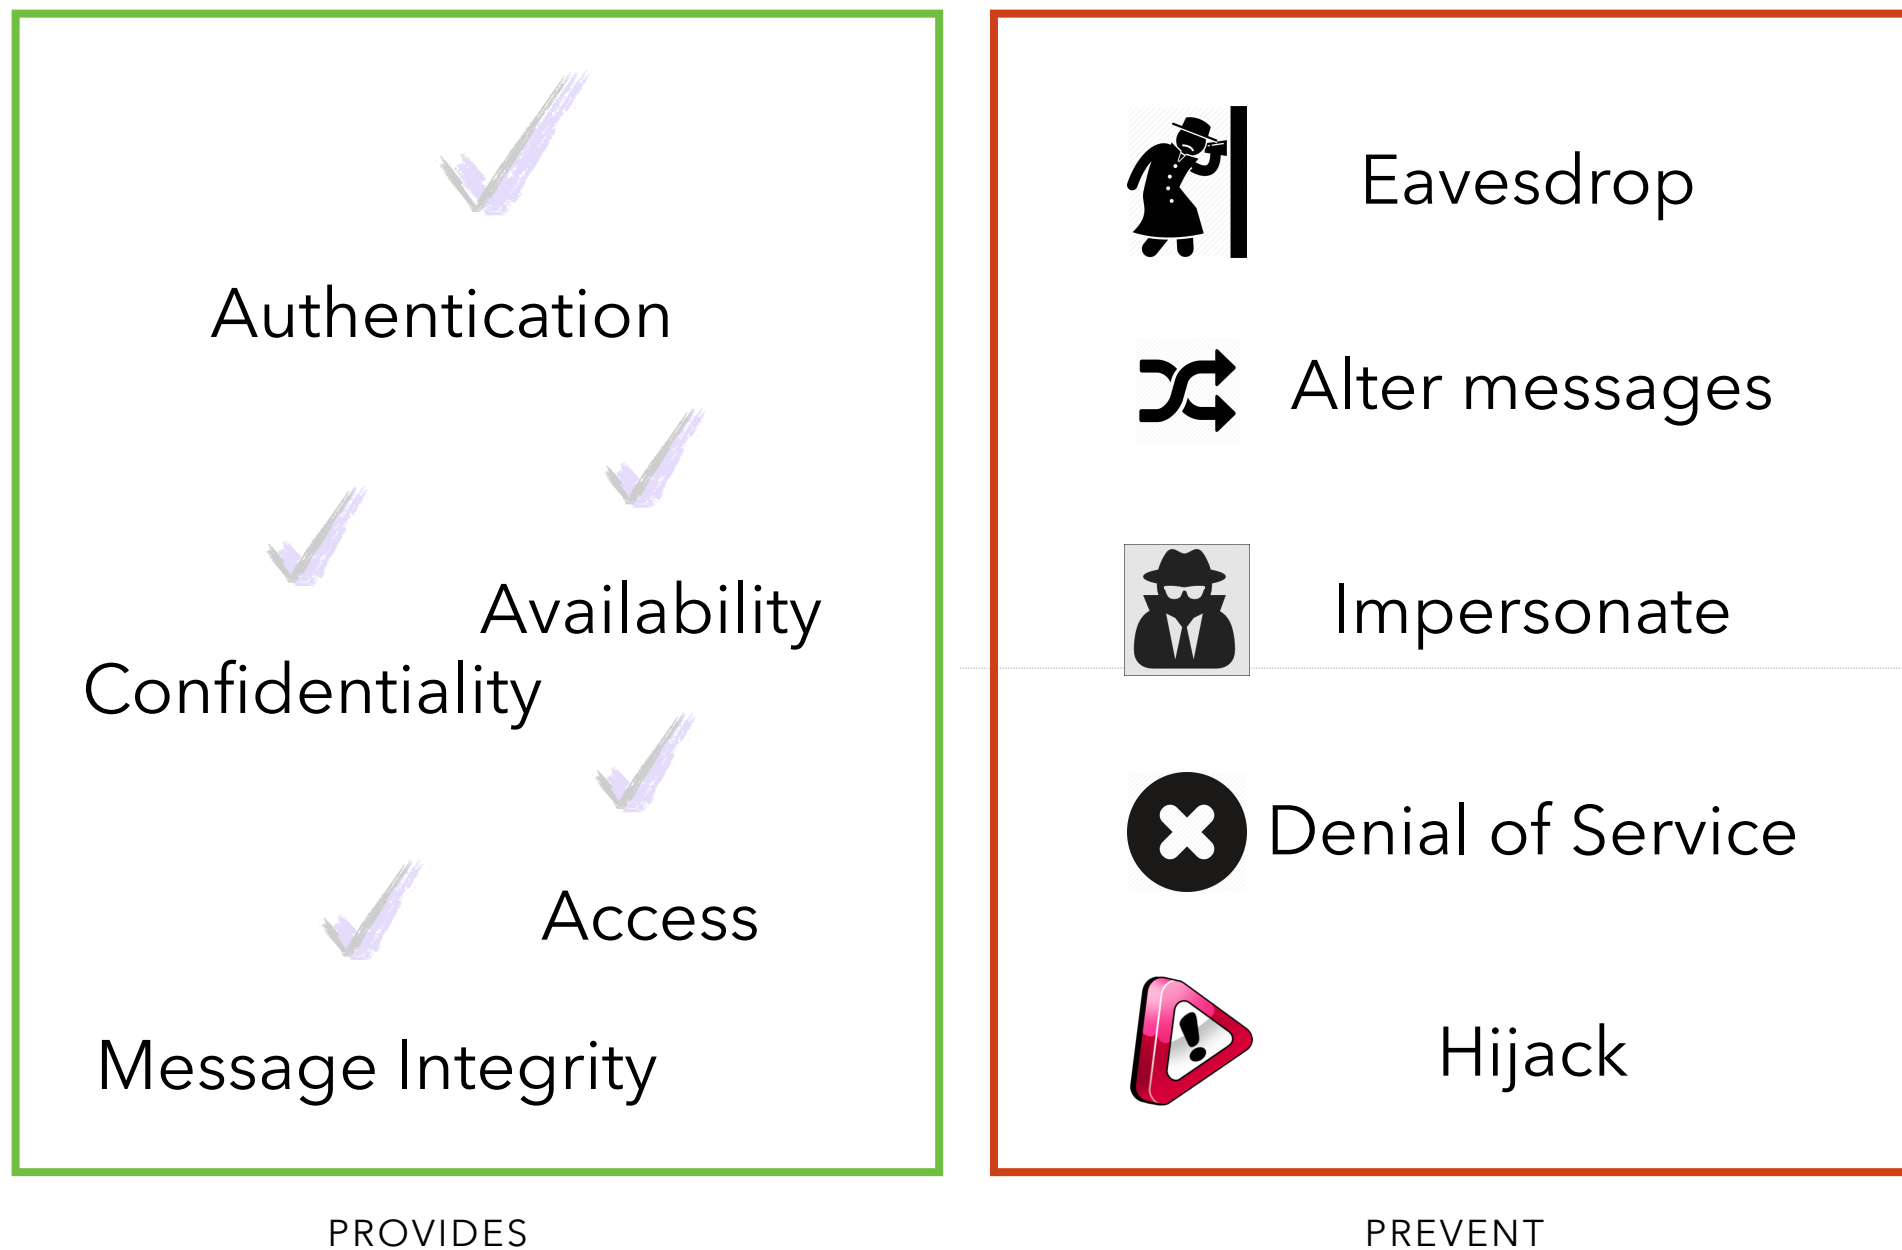 Authentication
Availability
Confidentiality
Access
Message Integrity
PROVIDES
Eavesdrop
Alter messages
Impersonate
Denial of Service
Hijack
PREVENT